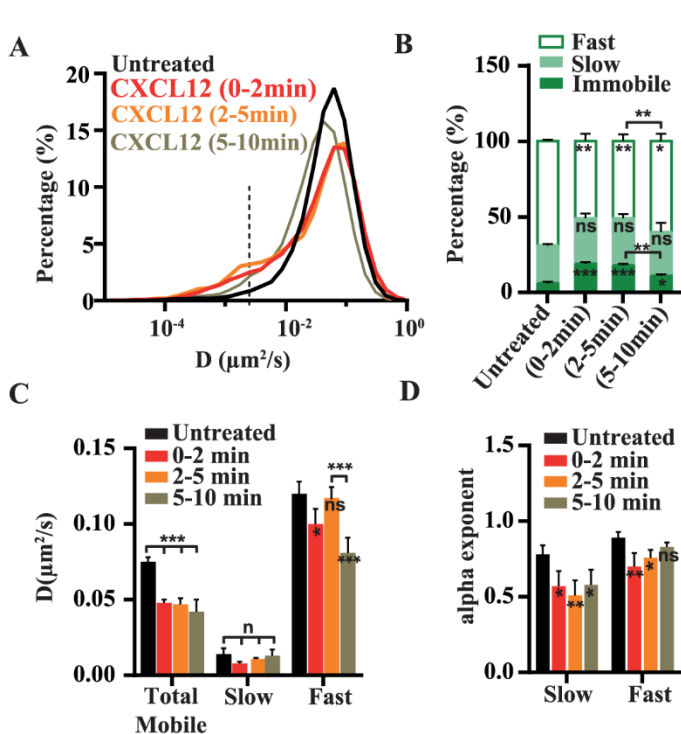 A
Untreated
CXCL12 (0-2min)
CXCL12 (2-5min)
CXCL12 (5-10min)
20
15
10
5
0
Percentage (%)
10-4
10-2
100
D (µm2/s)
B
Fast
Slow
Immobile
150
100
50
0
Percentage (%)
**
** ** *
ns ns ns
**
*** *** *
Untreated
(0-2min)
(2-5min)
(5-10min)
C
Untreated
0-2 min
2-5 min
5-10 min
0.15
0.10
0.05
0.00
D(µm2/s)
***
n
***
ns
*
***
Total
Mobile
Slow
Fast
D
Untreated
0-2 min
2-5 min
5-10 min
1.5
1.0
0.5
0.0
alpha exponent
* ** *
** * ns
Slow
Fast